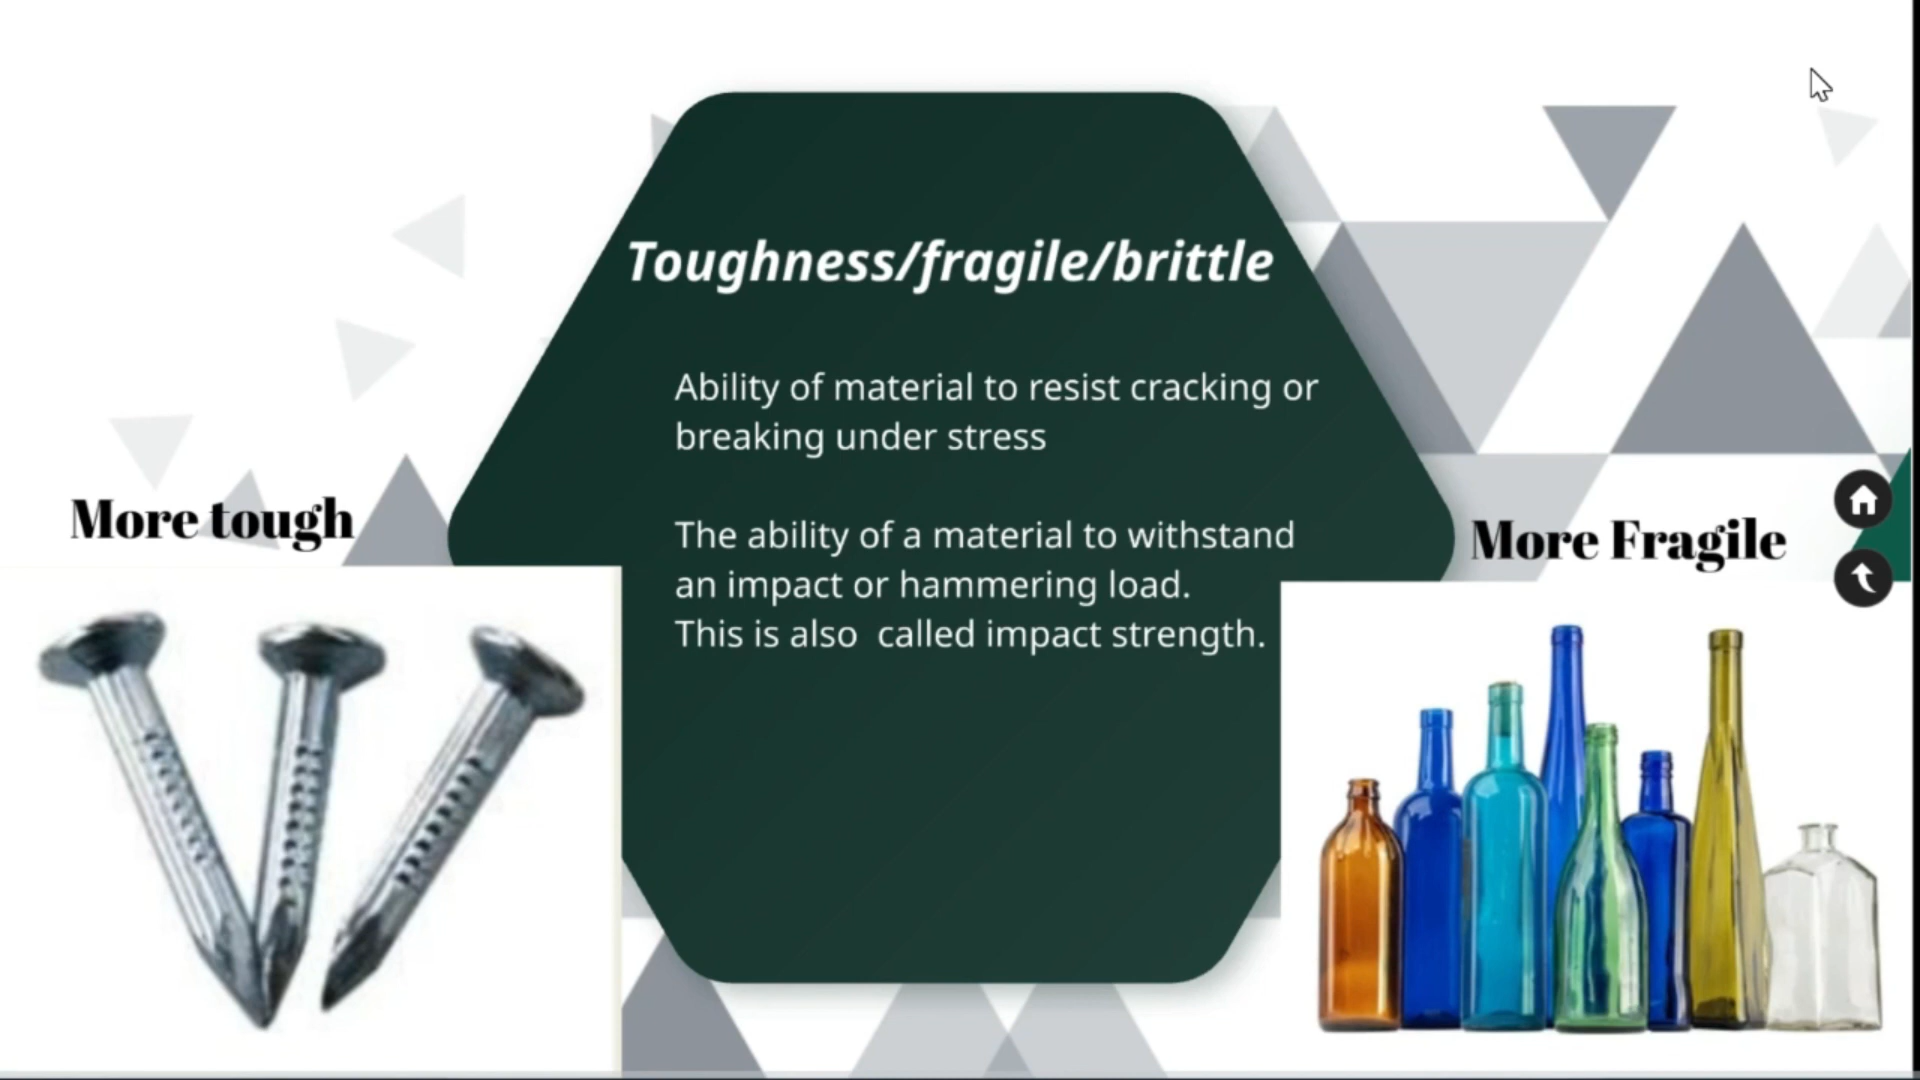 Toughness/fragile/brittle
Ability of material to resist cracking or
breaking under stress
The ability of a material to withstand
an impact or hammering load.
This is also  called impact strength.
More tough
More Fragile